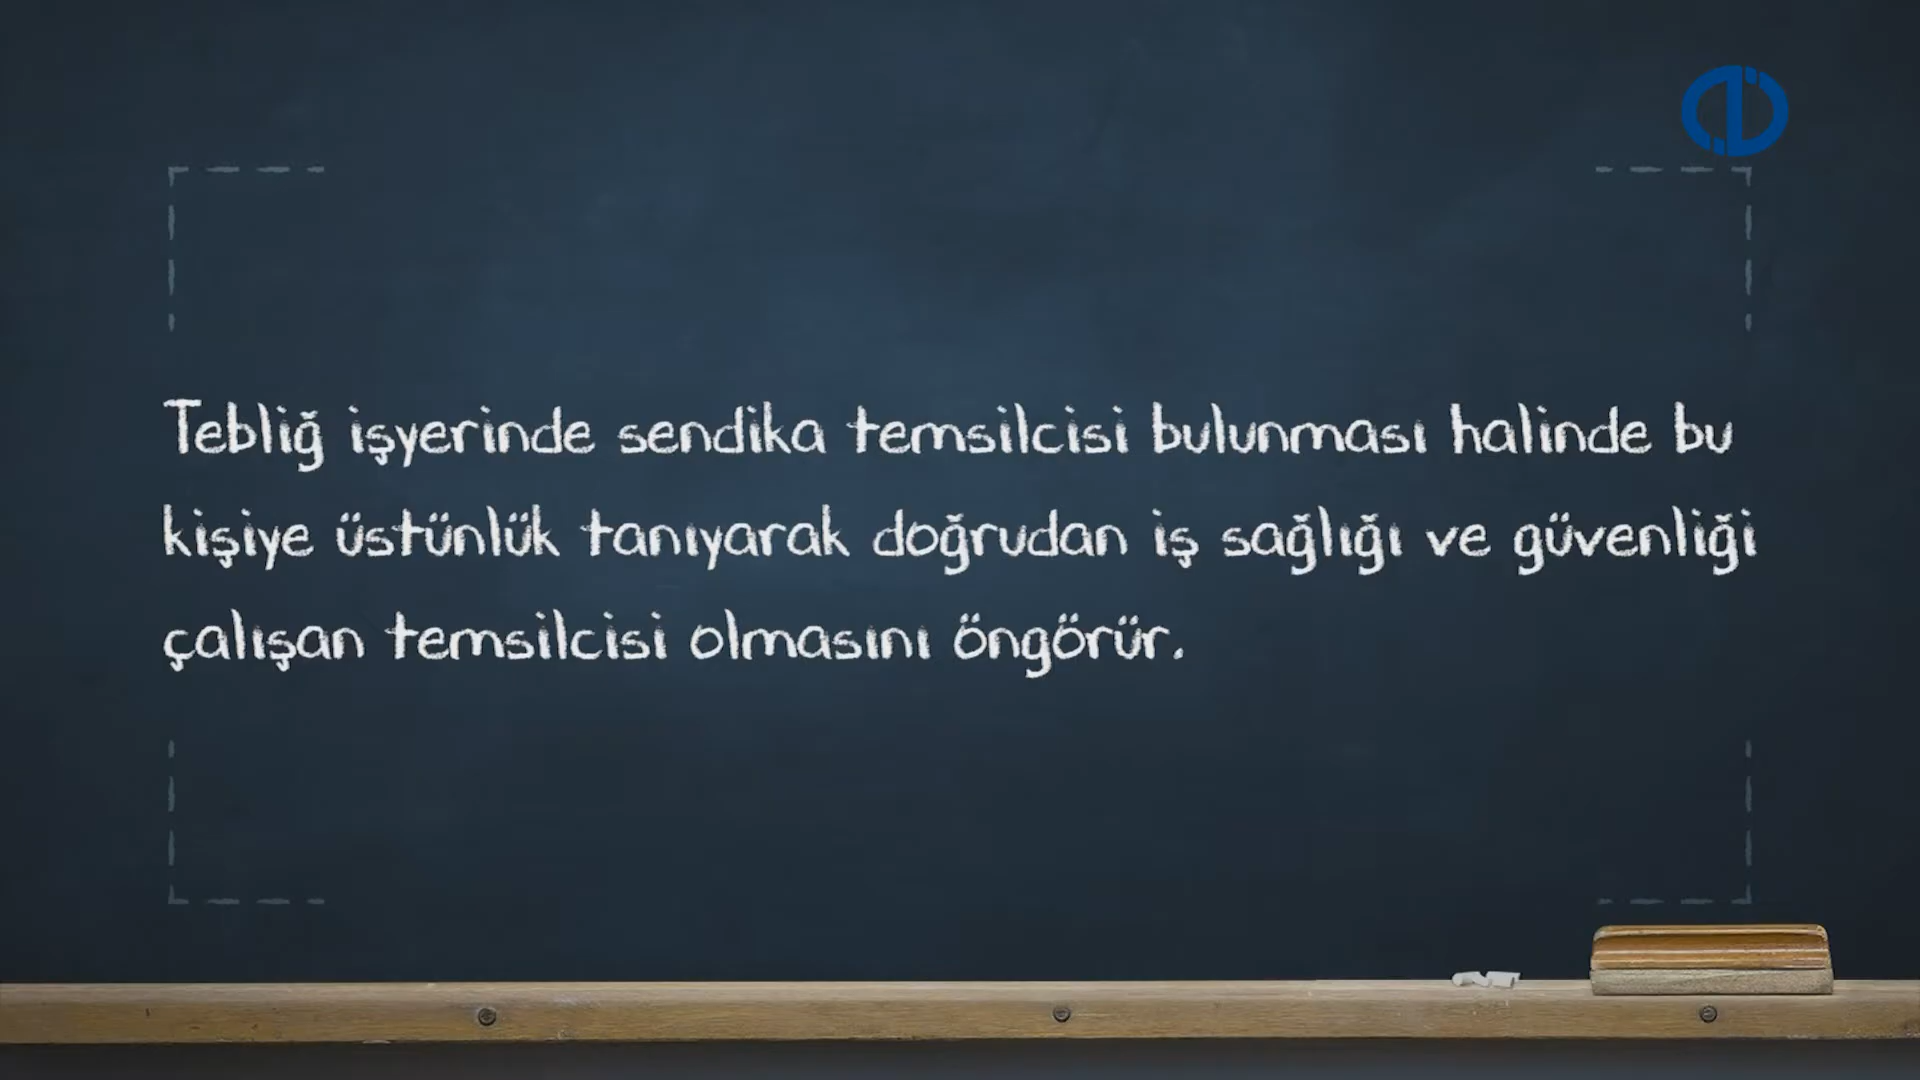 Tebliğ işyerinde sendika temsilcisi bulunması halinde bu
kişiye üstünlük tanıyarak doğrudan iş sağlığı ve güvenliği
çalışan temsilcisi olmasını öngörür.